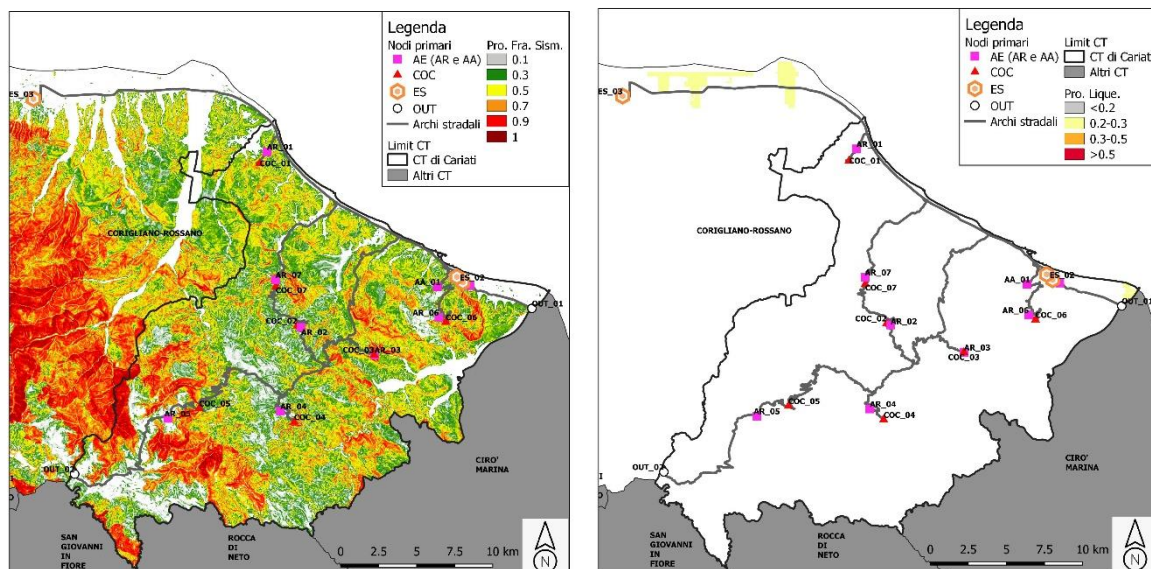 Legenda
Nodi primari
AE (AR e AA)
COC
ES
OUT
Archi stradali
Limit CT
CT di Cariati
Altri CT
Pro. Fra. Sism.
0.1
0.3
0.5
0.7
0.9
1
ES_03
AR_01
COC_01
CORIGLIANO-ROSSANO
AR_07
COC_07
AA_01
ES_02
OUT_01
COC_02
AR_02
AR_06
COC_06
COC_03
AR_03
COC_05
AR_05
AR_04
COC_04
OUT_02
CIRO'
MARINA
SAN
GIOVANNI
IN
FIORE
ROCCA
DI
NETO
0 2.5 5 7.5 10 km
N
Legenda
Nodi primari
AE (AR e AA)
COC
ES
OUT
Archi stradali
Limit CT
CT di Cariati
Altri CT
Pro. Lique.
<0.2
0.2-0.3
0.3-0.5
>0.5
ES_03
AR_01
COC_01
CORIGLIANO-ROSSANO
AR_07
COC_07
AA_01
ES_02
OUT_01
COC_02
AR_02
AR_06
COC_06
AR_03
COC_03
COC_05
AR_05
AR_04
COC_04
OUT_02
CIRO'
MARINA
SAN
GIOVANNI
IN
FIORE
ROCCA
DI
NETO
0 2.5 5 7.5 10 km
N